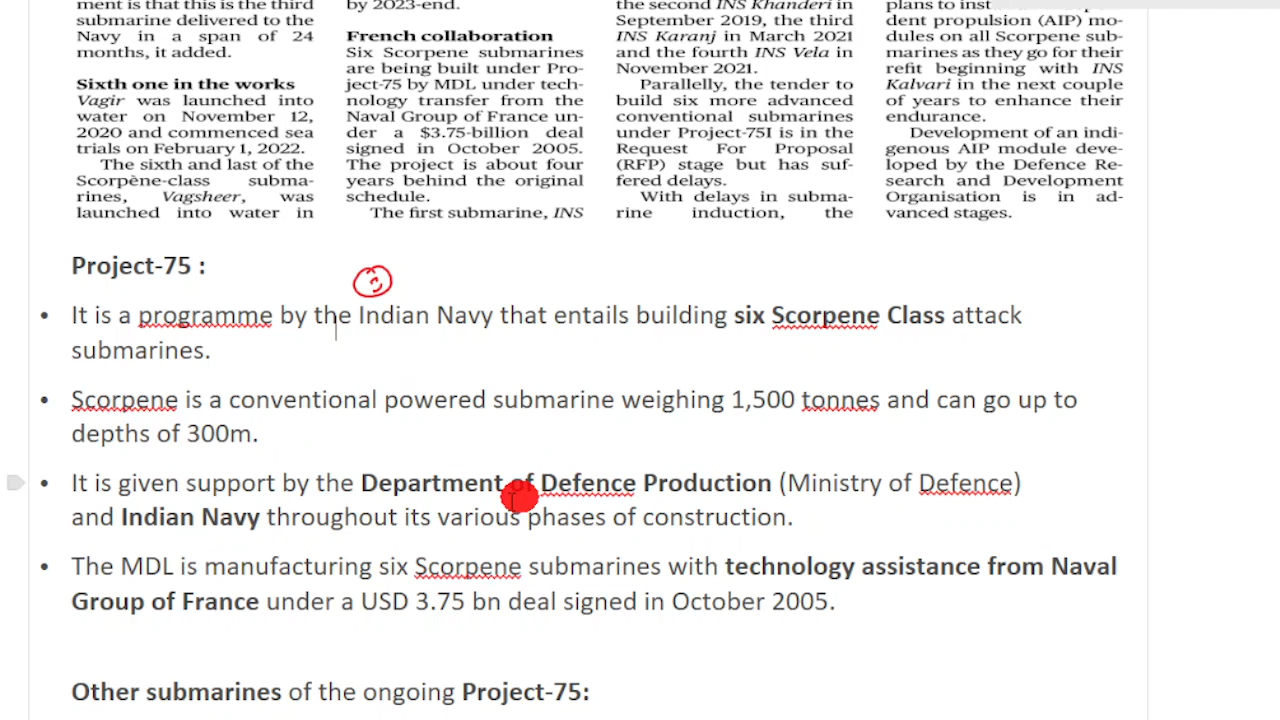 ment is that this is the third
submarine delivered to the
Navy in a span of 24
months, it added.
Sixth one in the works
Vagir was launched into
water on November 12,
2020 and commenced sea
trials on February 1, 2022.
The sixth and last of the
Scorpène-class subma-
rines, Vagsheer, was
launched into water in
by 2023-end.
French collaboration
Six Scorpene submarines
are being built under Pro-
ject-75 by MDL under tech-
nology transfer from the
Naval Group of France un-
der a $3.75-billion deal
signed in October 2005.
The project is about four
years behind the original
schedule.
The first submarine, INS
the second INS Khanderi in
September 2019, the third
INS Karanj in March 2021
and the fourth INS Vela in
November 2021.
Parallelly, the tender to
build six more advanced
conventional submarines
under Project-75I is in the
Request For Proposal
(RFP) stage but has suf-
fered delays.
With delays in subma-
rine induction, the
plans to
dent propulsion (AIP) mo-
dules on all Scorpene sub-
marines as they go for their
refit beginning with INS
Kalvari in the next couple
of years to enhance their
endurance.
Development of an indi-
genous AIP module deve-
loped by the Defence Re-
search and Development
Organisation is in ad-
vanced stages.
Project-75 :
• It is a programme by the Indian Navy that entails building six Scorpene Class attack
submarines.
• Scorpene is a conventional powered submarine weighing 1,500 tonnes and can go up to
depths of 300m.
• It is given support by the Department of Defence Production (Ministry of Defence)
and Indian Navy throughout its various phases of construction.
• The MDL is manufacturing six Scorpene submarines with technology assistance from Naval
Group of France under a USD 3.75 bn deal signed in October 2005.
Other submarines of the ongoing Project-75: